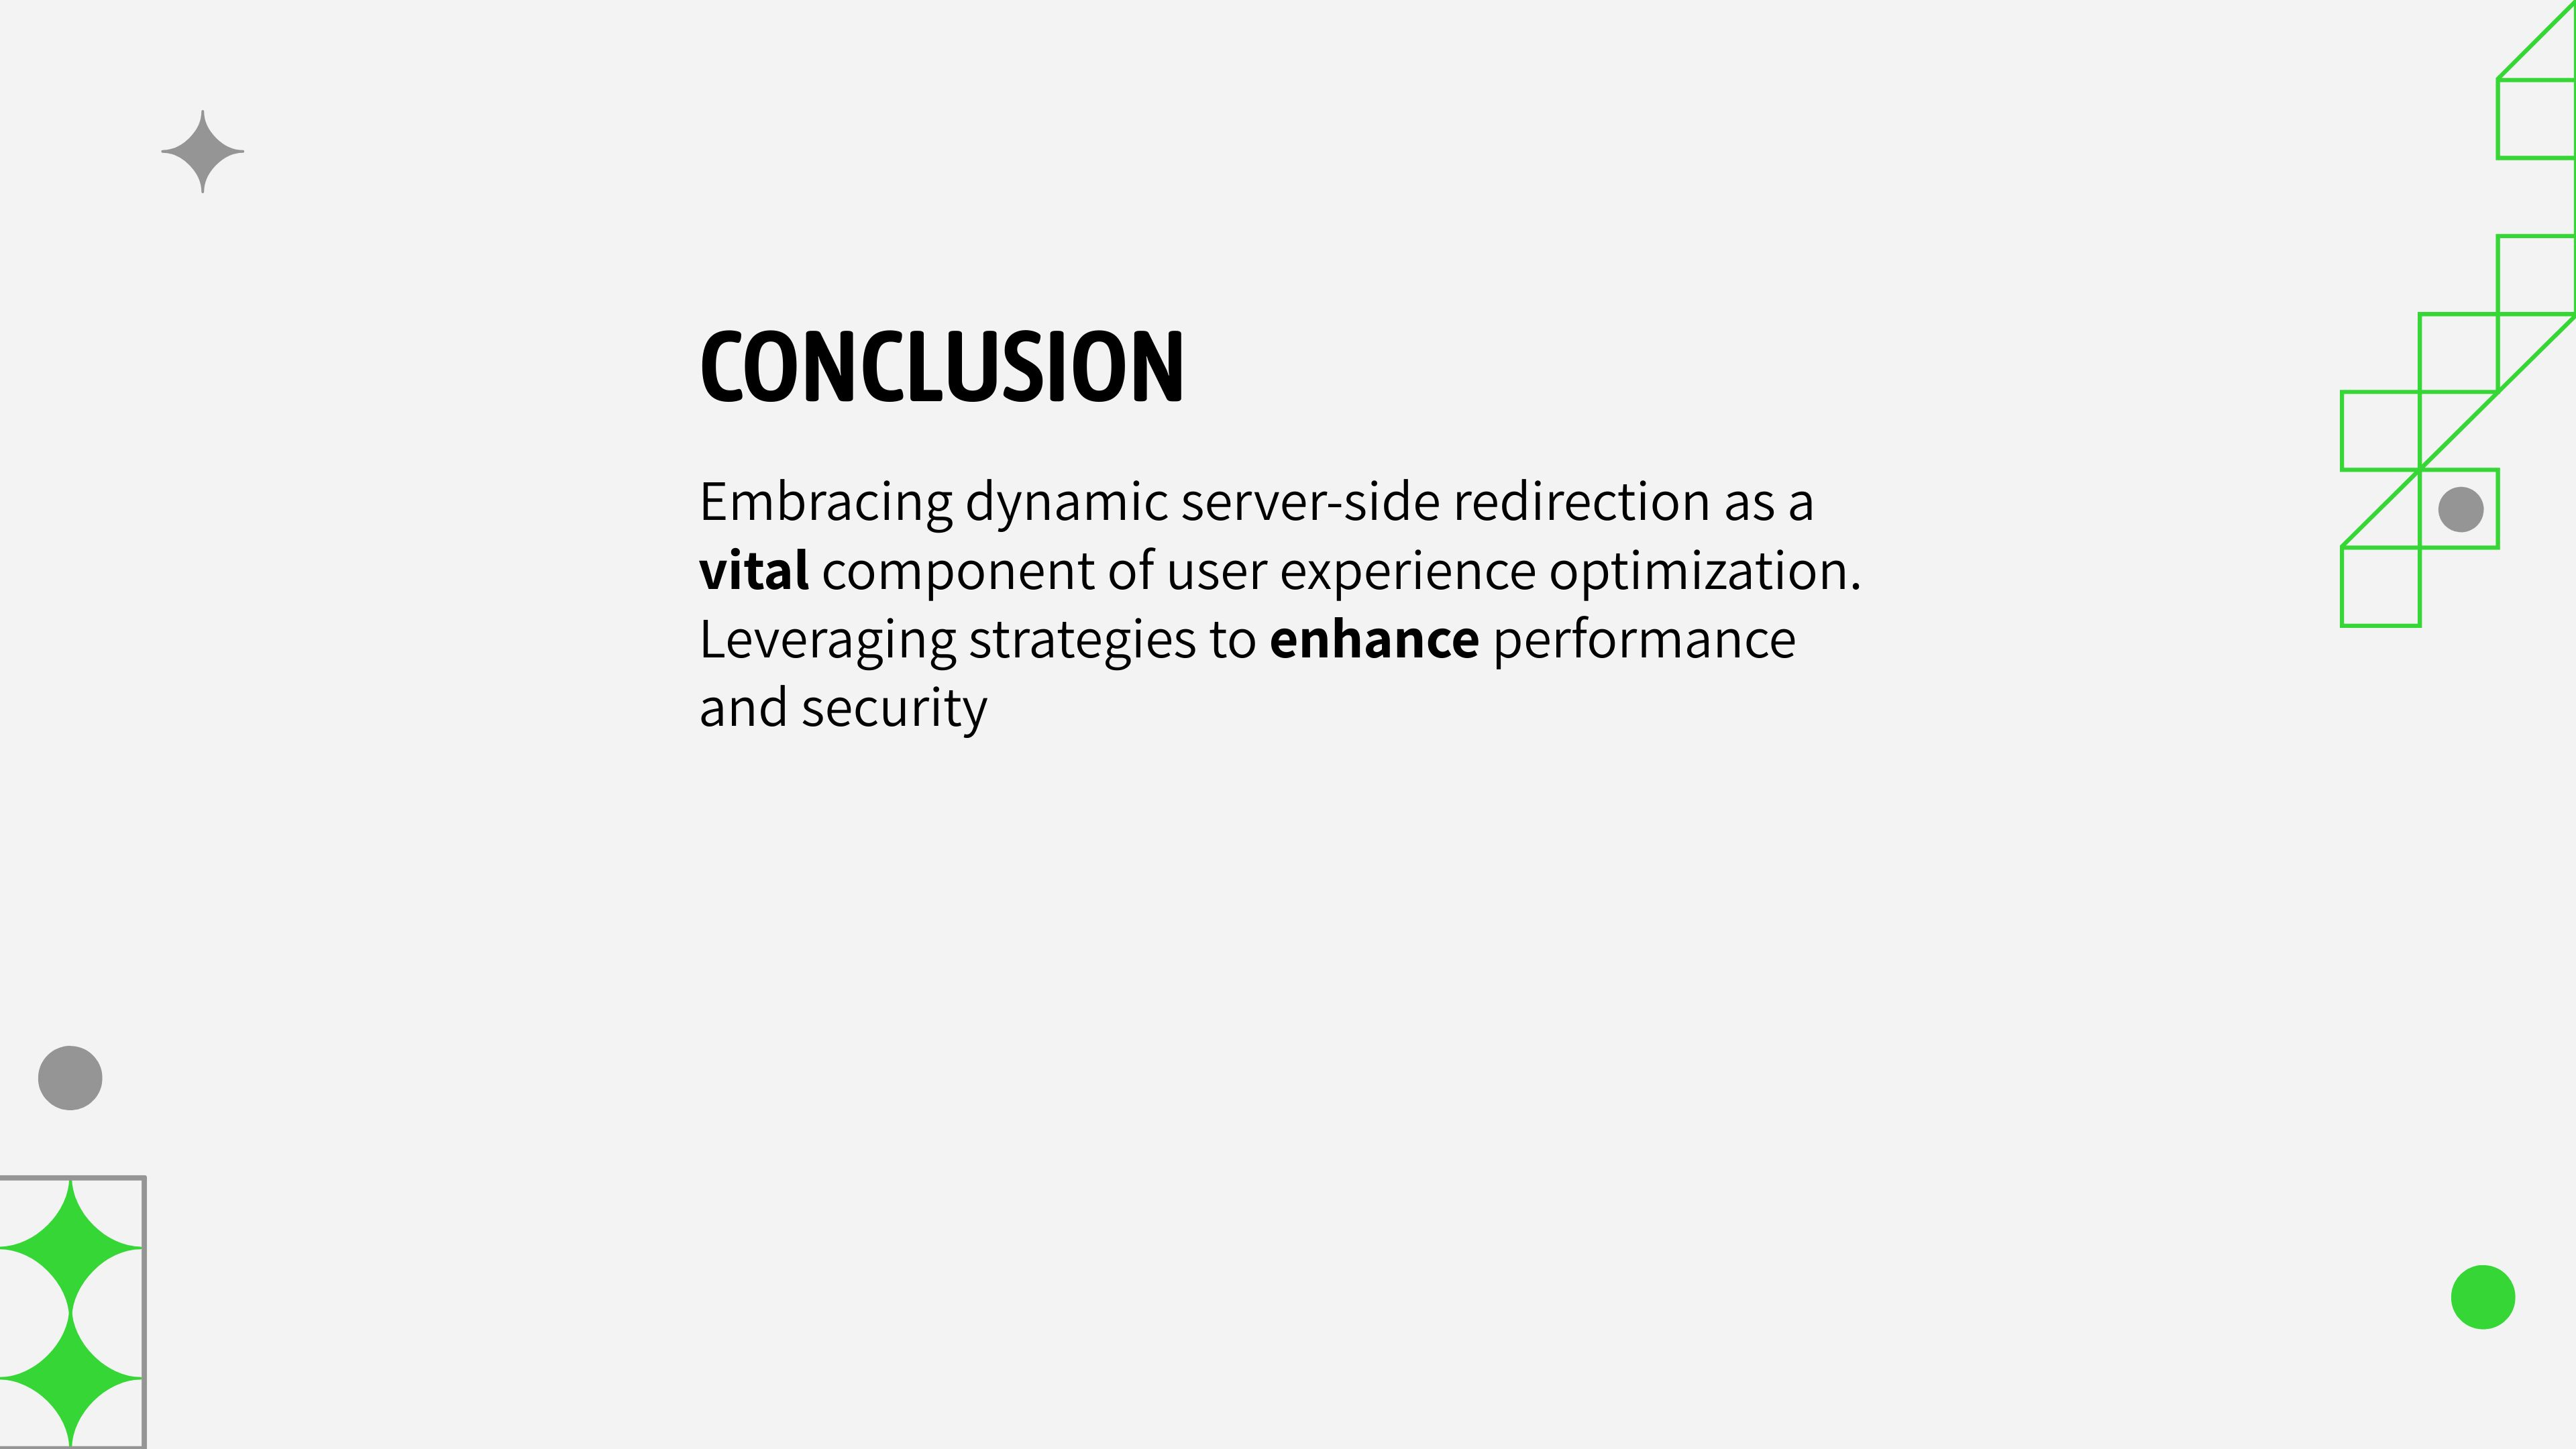 CONCLUSION
Embracing dynamic server-side redirection as a
vital component of user experience optimization.
Leveraging strategies to enhance performance
and security